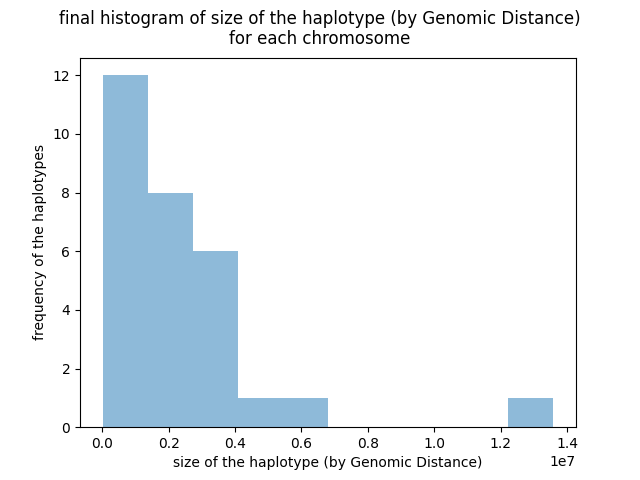 final histogram of size of the haplotype (by Genomic Distance)
for each chromosome
12
10
8
6
4
2
0
frequency of the haplotypes
0.0 0.2 0.4 0.6 0.8 1.0 1.2 1.4
1e7
size of the haplotype (by Genomic Distance)